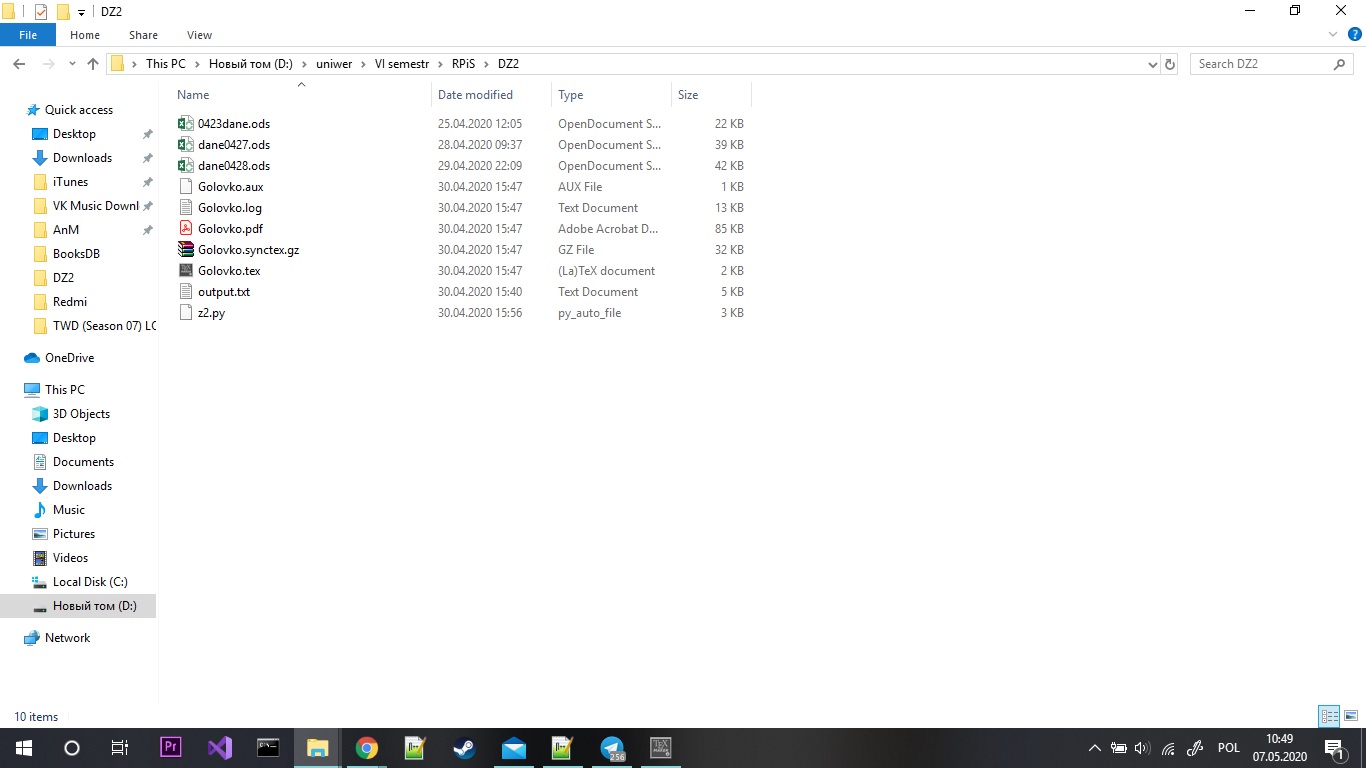 DZ2
File Home Share View
This PC Новый том (D:) uniwer VI semestr RPiS DZ2
Search DZ2
Name Date modified Type Size
0423dane.ods 25.04.2020 12:05 OpenDocument S... 22 KB
dane0427.ods 28.04.2020 09:37 OpenDocument S... 39 KB
dane0428.ods 29.04.2020 22:09 OpenDocument S... 42 KB
Golovko.aux 30.04.2020 15:47 AUX File 1 KB
Golovko.log 30.04.2020 15:47 Text Document 13 KB
Golovko.pdf 30.04.2020 15:47 Adobe Acrobat D... 85 KB
Golovko.synctex.gz 30.04.2020 15:47 GZ File 32 KB
Golovko.tex 30.04.2020 15:47 (La)TeX document 2 KB
output.txt 30.04.2020 15:40 Text Document 5 KB
z2.py 30.04.2020 15:56 py_auto_file 3 KB
Quick access
Desktop
Downloads
iTunes
VK Music Downl
AnM
BooksDB
DZ2
Redmi
TWD (Season 07) LO
OneDrive
This PC
3D Objects
Desktop
Documents
Downloads
Music
Pictures
Videos
Local Disk (C:)
Новый том (D:)
Network
10 items
Pr
256
POL
10:49
07.05.2020
1